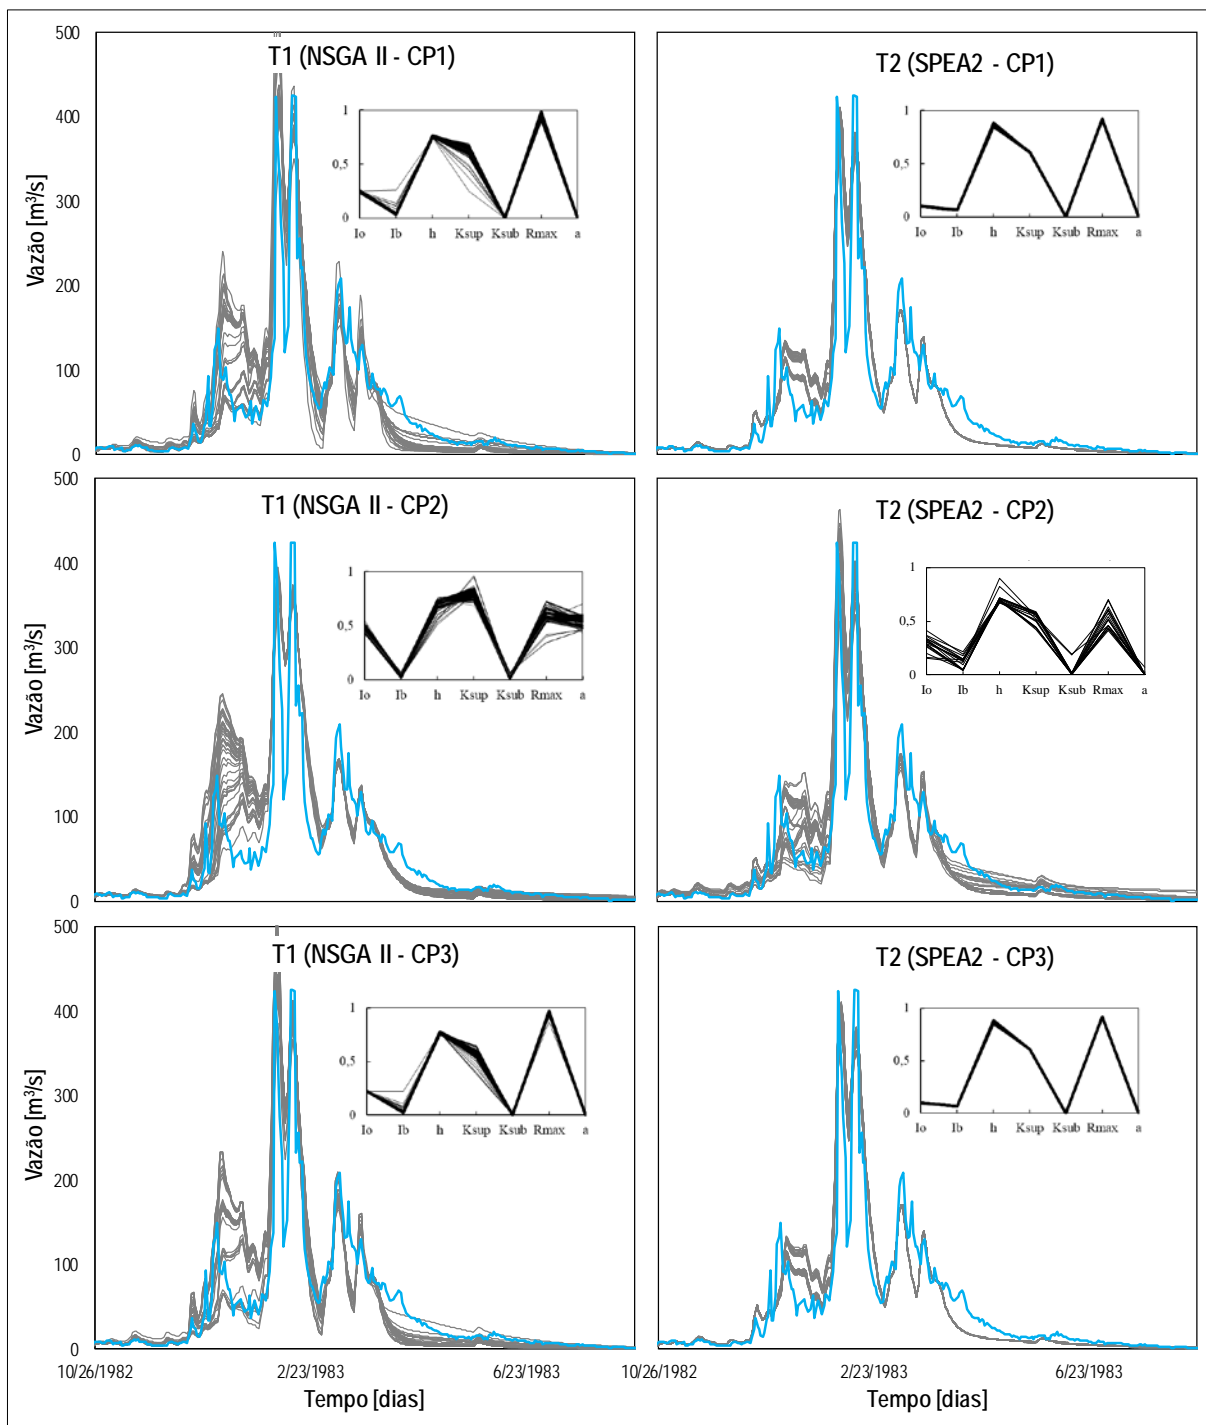 500
400
300
200
100
0
Vazão [m³/s]
T1 (NSGA II - CP1)
1
0,5
0
Io Ib h Ksup Ksub Rmax a
T2 (SPEA2 - CP1)
1
0,5
0
Io Ib h Ksup Ksub Rmax a
500
400
300
200
100
0
Vazão [m³/s]
T1 (NSGA II - CP2)
1
0,5
0
Io Ib h Ksup Ksub Rmax a
T2 (SPEA2 - CP2)
1
0,5
0
Io Ib h Ksup Ksub Rmax a
500
400
300
200
100
0
Vazão [m³/s]
T1 (NSGA II - CP3)
1
0,5
0
Io Ib h Ksup Ksub Rmax a
T2 (SPEA2 - CP3)
1
0,5
0
Io Ib h Ksup Ksub Rmax a
10/26/1982 2/23/1983 6/23/1983
Tempo [dias]
10/26/1982 2/23/1983 6/23/1983
Tempo [dias]